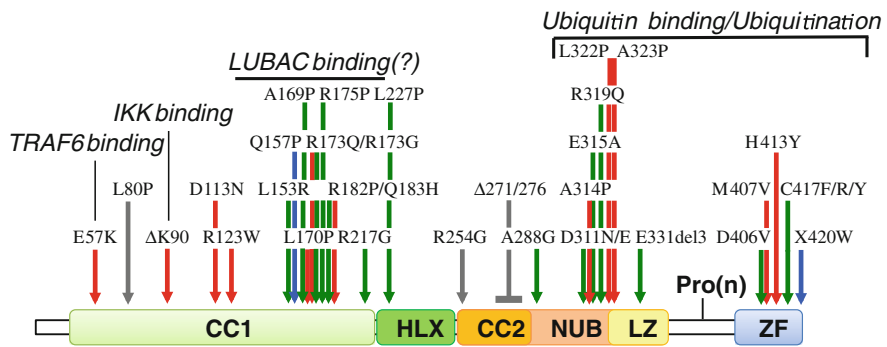 Ubiquitin binding/Ubiquitination
L322P A323P
LUBAC binding(?)
A169P R175P L227P
R319Q
IKK binding
TRAF6 binding
Q157P R173Q/R173G
E315A
H413Y
L80P
D113N
L153R
R182P/Q183H
Δ271/276
A314P
M407V
C417F/R/Y
E57K
ΔK90
R123W
L170P
R217G
R254G
A288G
D311N/E
E331del3
D406V
X420W
Pro(n)
CC1
HLX
CC2
NUB
LZ
ZF